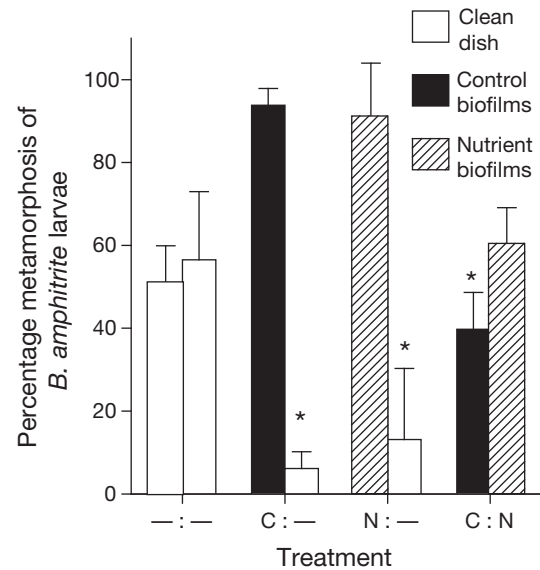 Clean
dish
Control
biofilms
Nutrient
biofilms
Percentage metamorphosis of
B. amphitrite larvae
100
80
60
40
20
0
*
*
*
— : —
C : —
N : —
C : N
Treatment